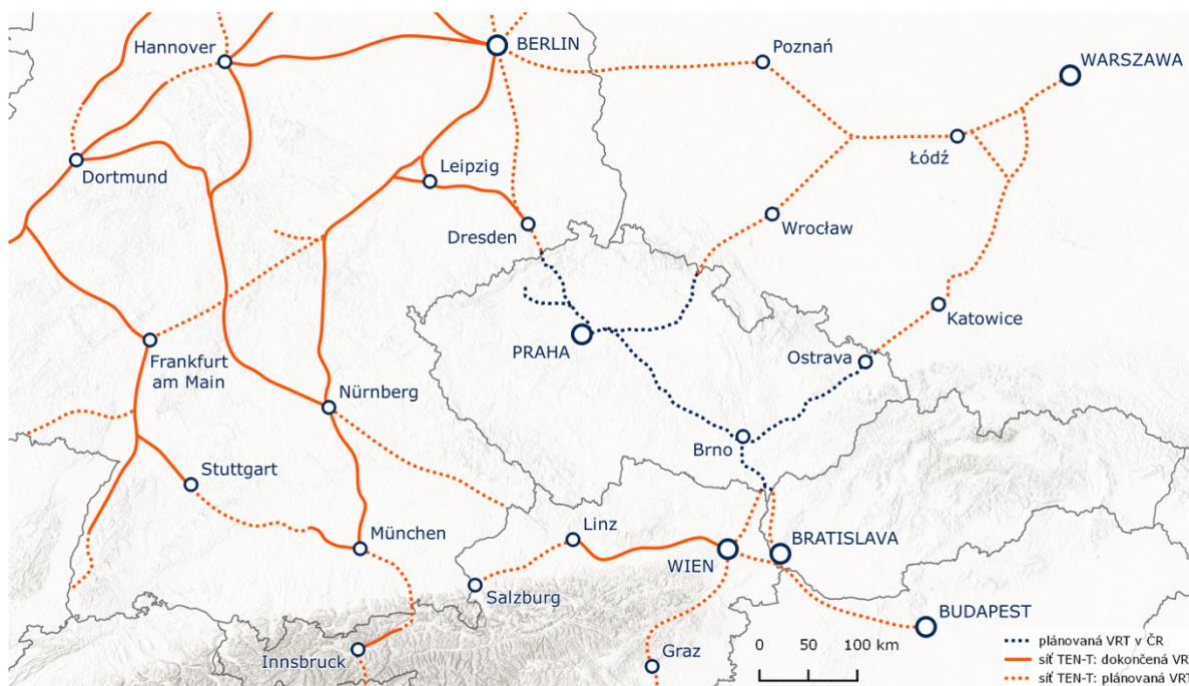 Hannover
BERLIN
Poznań
WARSZAWA
Dortmund
Leipzig
Łódź
Dresden
Wrocław
Frankfurt
am Main
PRAHA
Katowice
Ostrava
Nürnberg
Brno
Stuttgart
München
Linz
WIEN
BRATISLAVA
Salzburg
BUDAPEST
Innsbruck
Graz
0 50 100 km
plánovaná VRT v ČR
síť TEN-T: dokončená VRT
síť TEN-T: plánovaná VRT